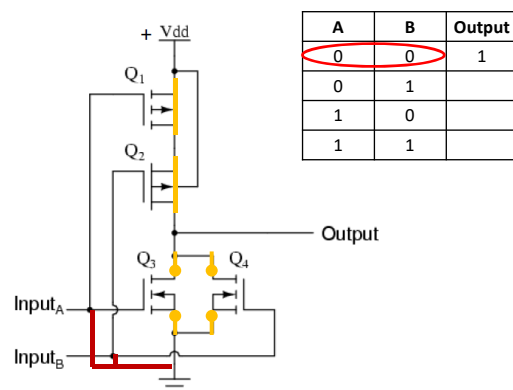 + Vdd
Q1
Q2
Output
Q3 Q4
InputA
InputB
A B Output
0 0 1
0 1
1 0
1 1